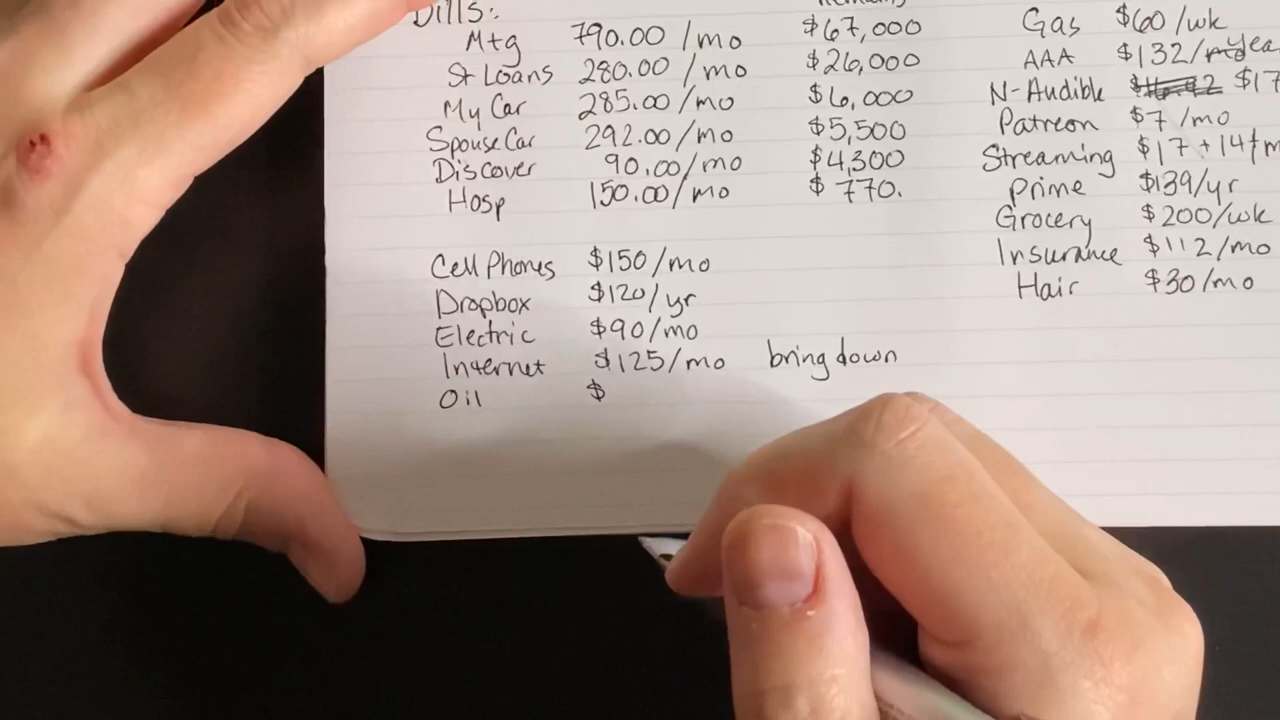 Bills:
Mtg 790.00 /mo $67,000
St Loans 280.00 /mo $26,000
My Car 285.00/mo $6,000
Spouse Car 292.00/mo $5,500
Discover 90.00/mo $4,300
Hosp 150.00/mo $ 770.
Cell Phones $150/mo
Dropbox $120/yr
Electric $90/mo
Internet $125/mo bring down
Oil $
Gas $60/wk
AAA $132/
N-Audible $17
Patreon $7/mo
Streaming $17+14
Prime $139/yr
Grocery $200/wk
Insurance $112/mo
Hair $30/mo